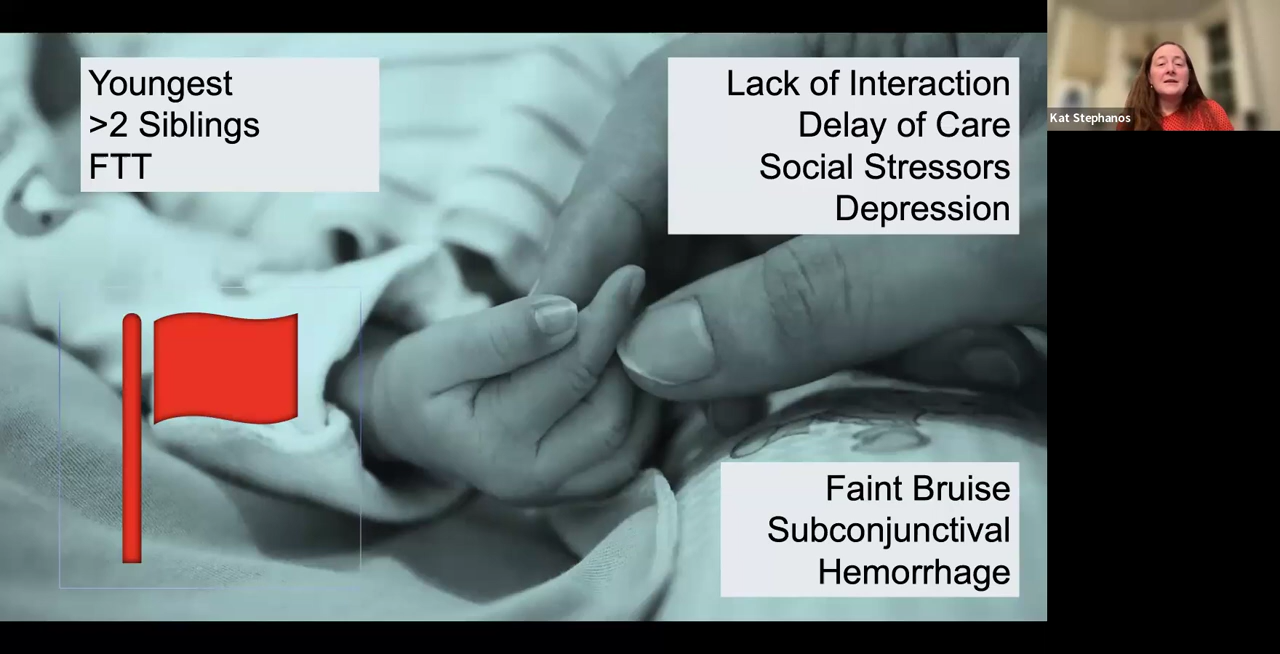 Youngest
>2 Siblings
FTT
Lack of Interaction
Delay of Care
Social Stressors
Depression
Kat Stephanos
Faint Bruise
Subconjunctival
Hemorrhage